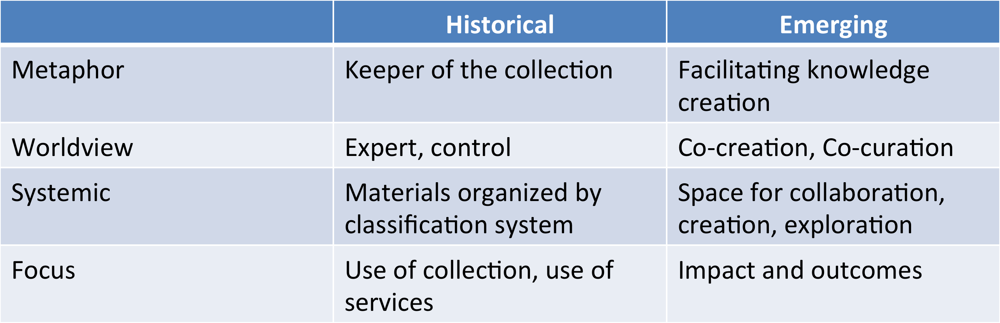 Historical
Emerging
Metaphor
Keeper of the collection
Facilitating knowledge
creation
Worldview
Expert, control
Co-creation, Co-curation
Systemic
Materials organized by
classification system
Space for collaboration,
creation, exploration
Focus
Use of collection, use of
services
Impact and outcomes